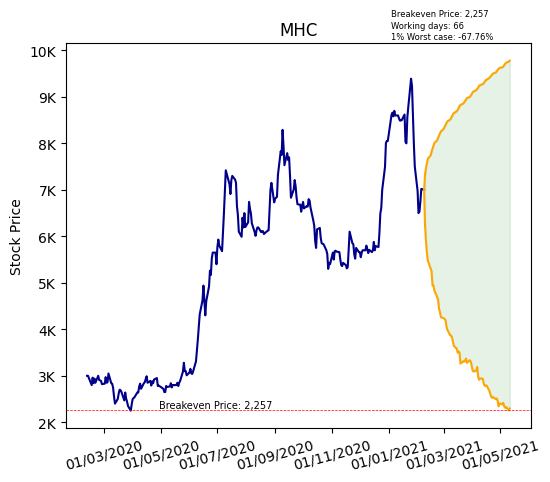 Breakeven Price: 2,257
Working days: 66
1% Worst case: -67.76%
MHC
Stock Price
10K
9K
8K
7K
6K
5K
4K
3K
2K
Breakeven Price: 2,257
01/03/2020 01/05/2020 01/07/2020 01/09/2020 01/11/2020 01/01/2021 01/03/2021 01/05/2021